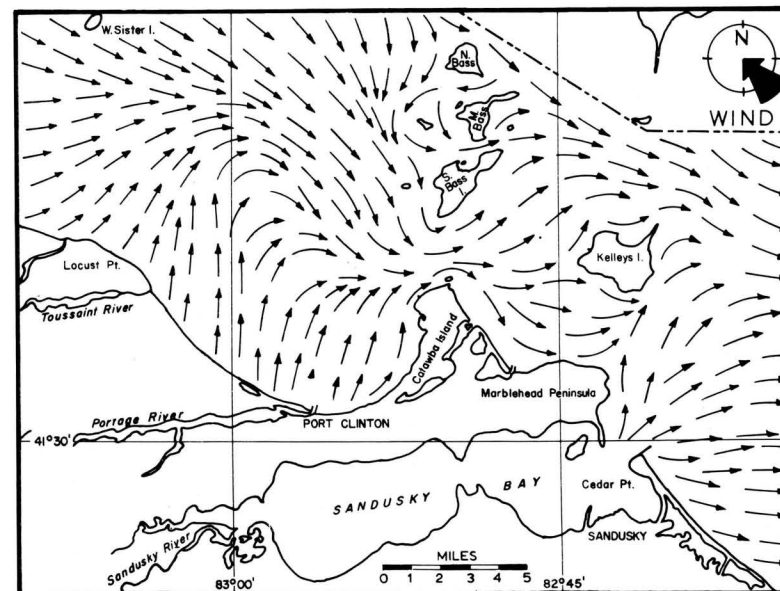 W. Sister I.
N.
Bass
M.
Bass
S.
Bass
I.
N
WIND
Locust Pt.
Toussaint River
Kelleys I.
Catawba Island
Portage River
PORT CLINTON
Marblehead Peninsula
41°30'
SANDUSKY BAY
Cedar Pt.
SANDUSKY
Sandusky River
MILES
0 1 2 3 4 5
83°00'
82°45'